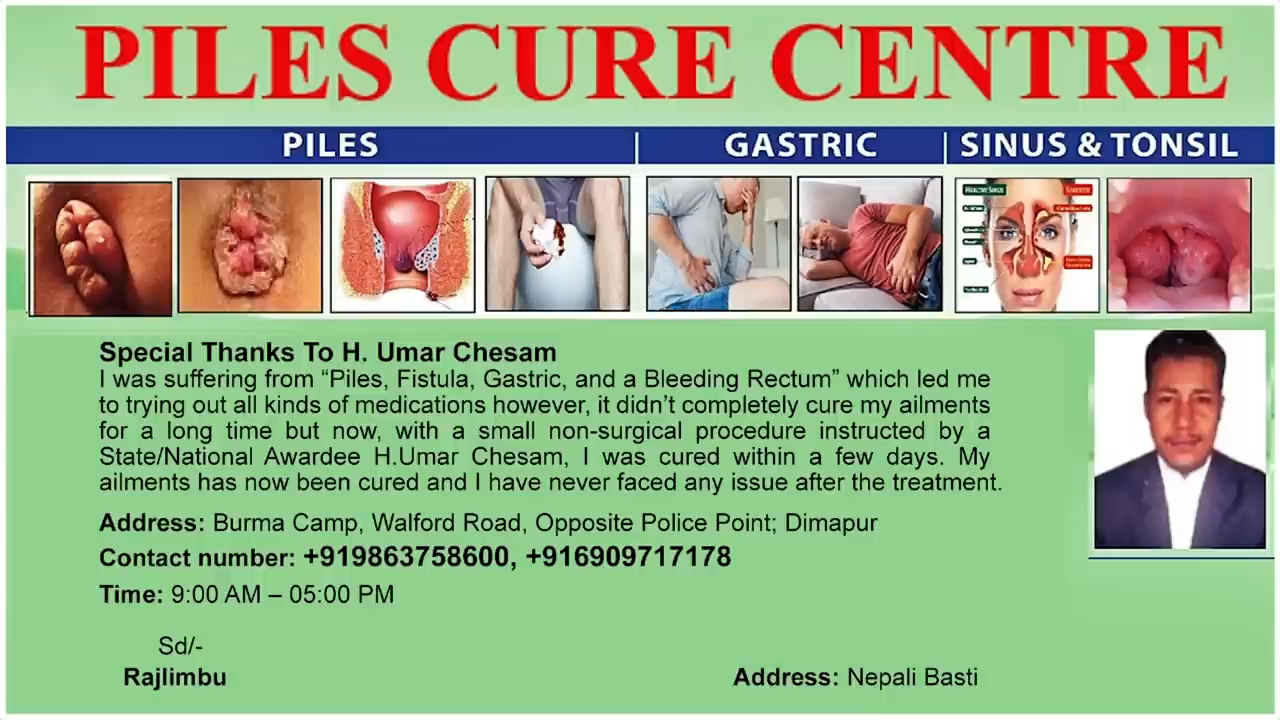 PILES CURE CENTRE
PILES | GASTRIC | SINUS & TONSIL
HEALTHY SINUS
SINUSITIS
Special Thanks To H. Umar Chesam
I was suffering from “Piles, Fistula, Gastric, and a Bleeding Rectum” which led me
to trying out all kinds of medications however, it didn’t completely cure my ailments
for a long time but now, with a small non-surgical procedure instructed by a
State/National Awardee H.Umar Chesam, I was cured within a few days. My
ailments has now been cured and I have never faced any issue after the treatment.
Address: Burma Camp, Walford Road, Opposite Police Point; Dimapur
Contact number: +919863758600, +916909717178
Time: 9:00 AM – 05:00 PM
Sd/-
Rajlimbu
Address: Nepali Basti